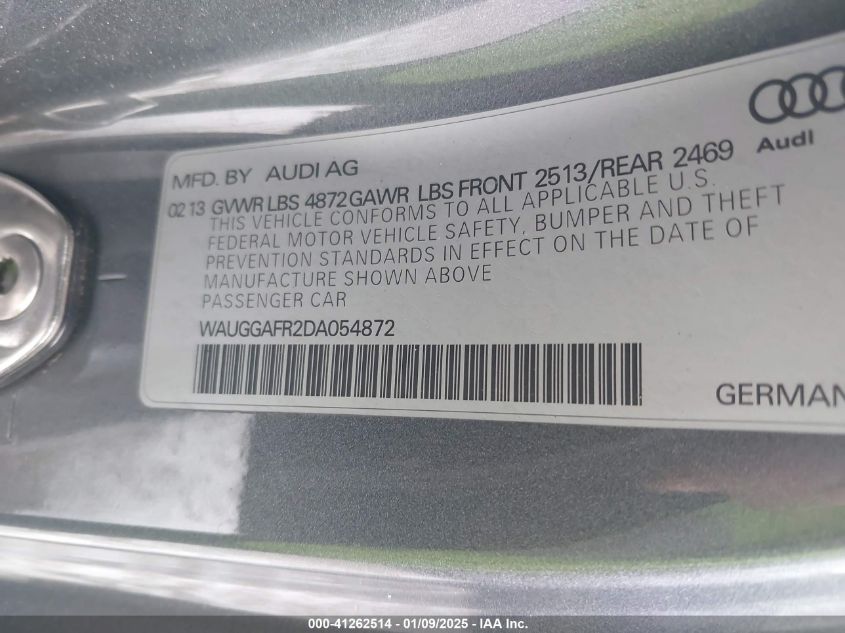 Audi
MFD. BY AUDI AG
02 13 GVWR LBS 4872 GAWR LBS FRONT 2513/REAR 2469
THIS VEHICLE CONFORMS TO ALL APPLICABLE U.S.
FEDERAL MOTOR VEHICLE SAFETY, BUMPER AND THEFT
PREVENTION STANDARDS IN EFFECT ON THE DATE OF
MANUFACTURE SHOWN ABOVE
PASSENGER CAR
WAUGGAFR2DA054872
GERMAN
000-41262514 / 01/09/2025 - IAA Inc.